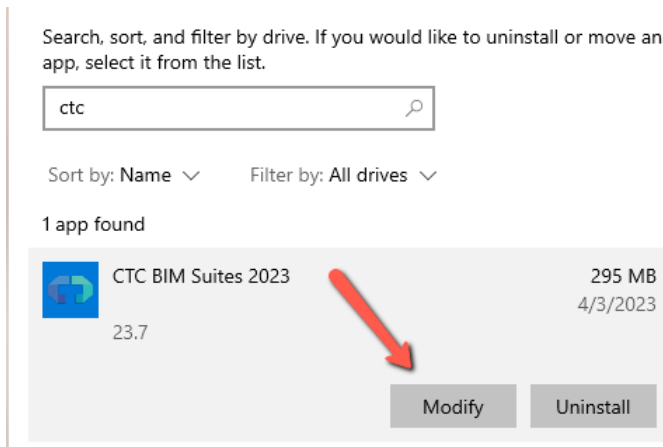 Search, sort, and filter by drive. If you would like to uninstall or move an
app, select it from the list.
ctc
Sort by: Name Filter by: All drives
1 app found
CTC BIM Suites 2023 295 MB
4/3/2023
23.7
Modify Uninstall